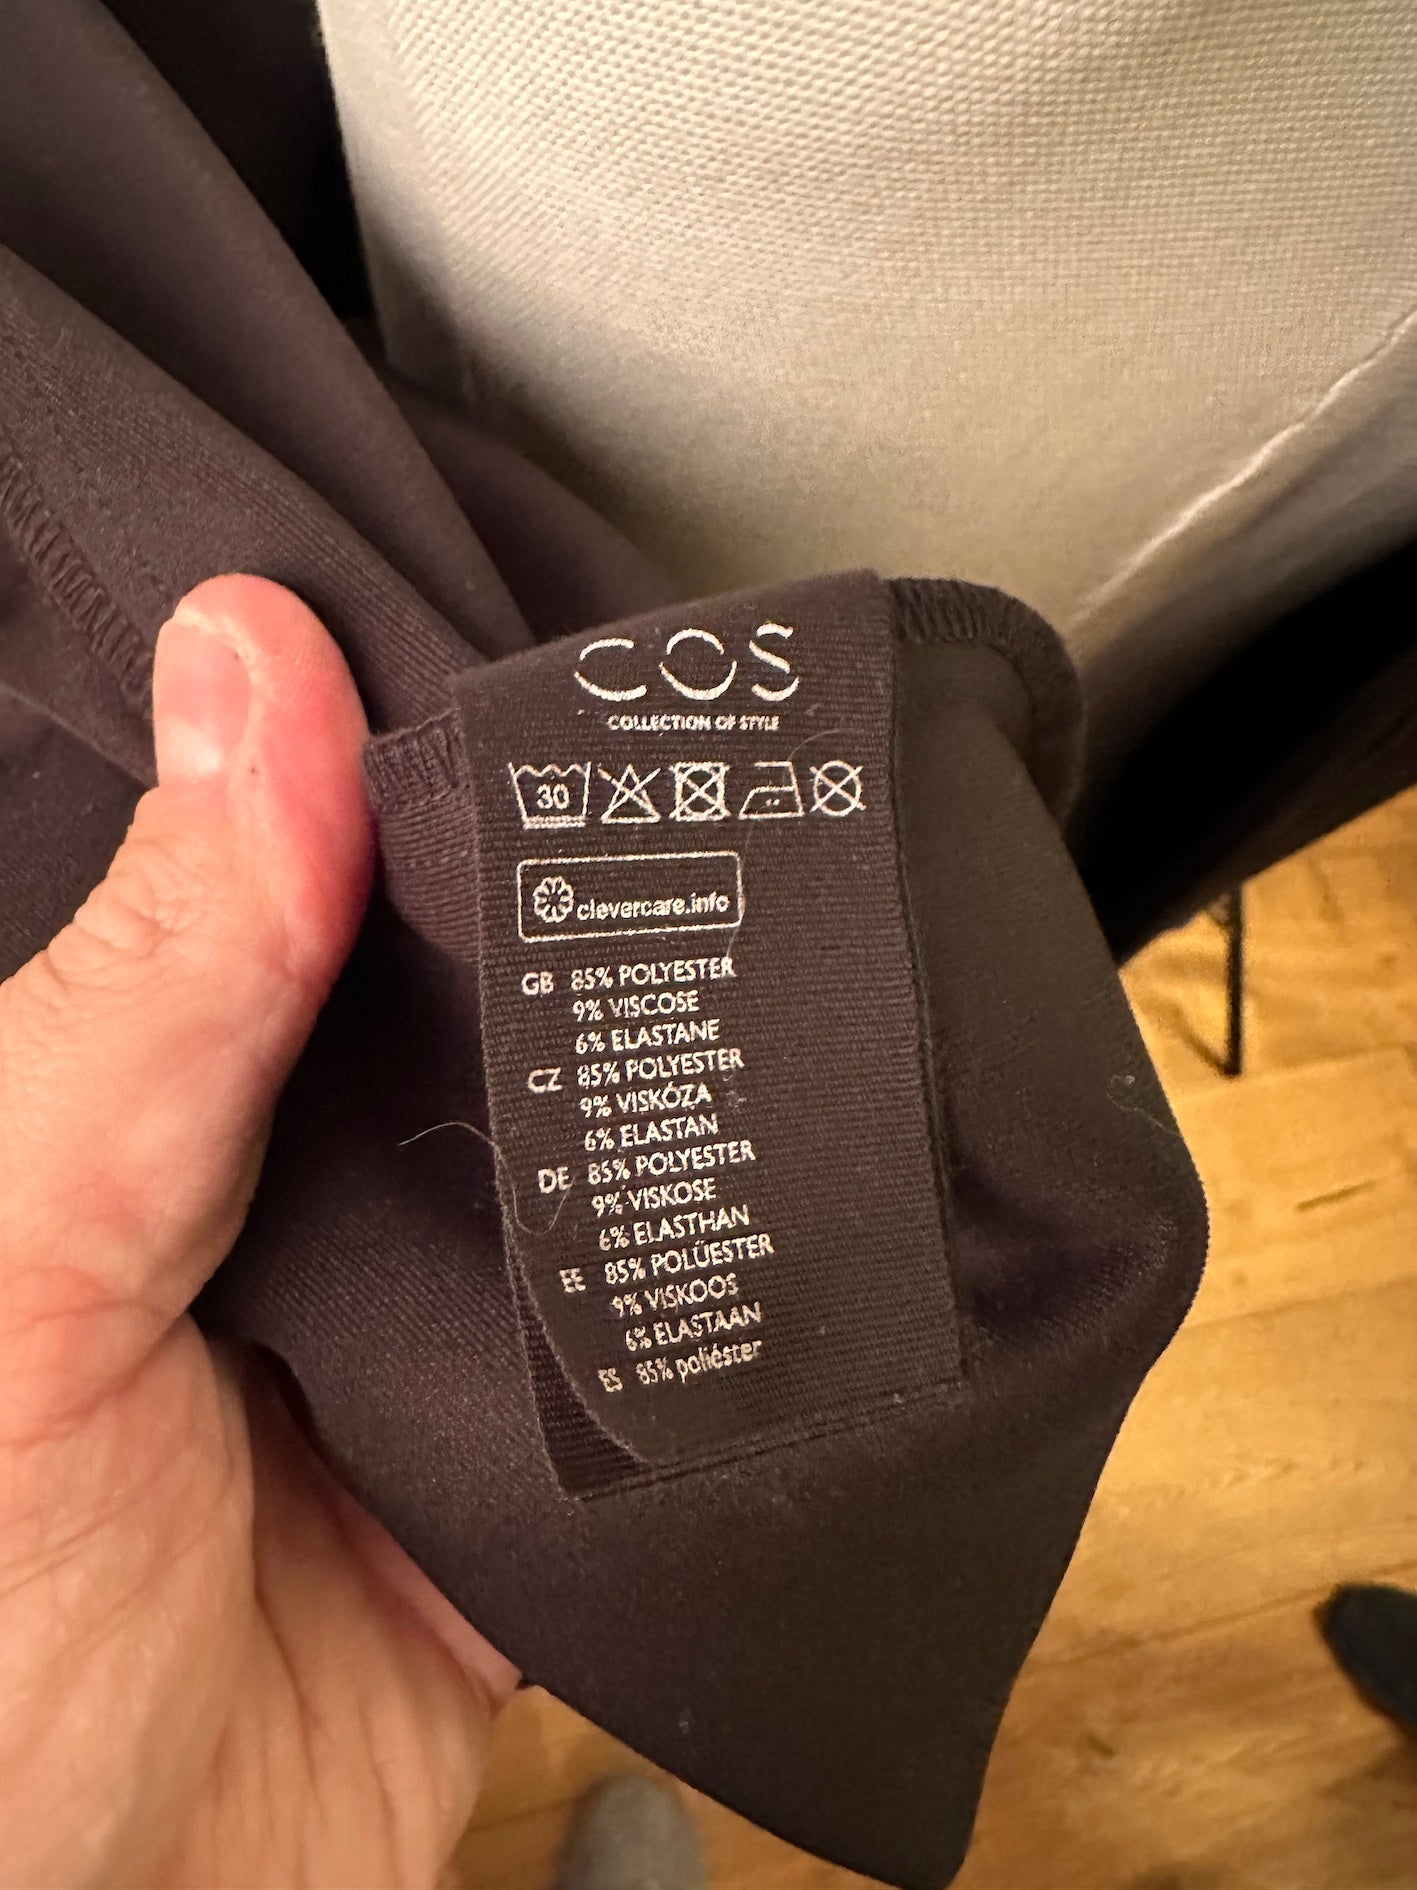 COS
COLLECTION OF STYLE
30
clevercare.info
GB 85% POLYESTER
9% VISCOSE
6% ELASTANE
CZ 85% POLYESTER
9% VISKÓZA
6% ELASTAN
DE 85% POLYESTER
9% VISKOSE
6% ELASTHAN
EE 85% POLÜESTER
9% VISKOOS
6% ELASTAAN
ES 85% poliéster